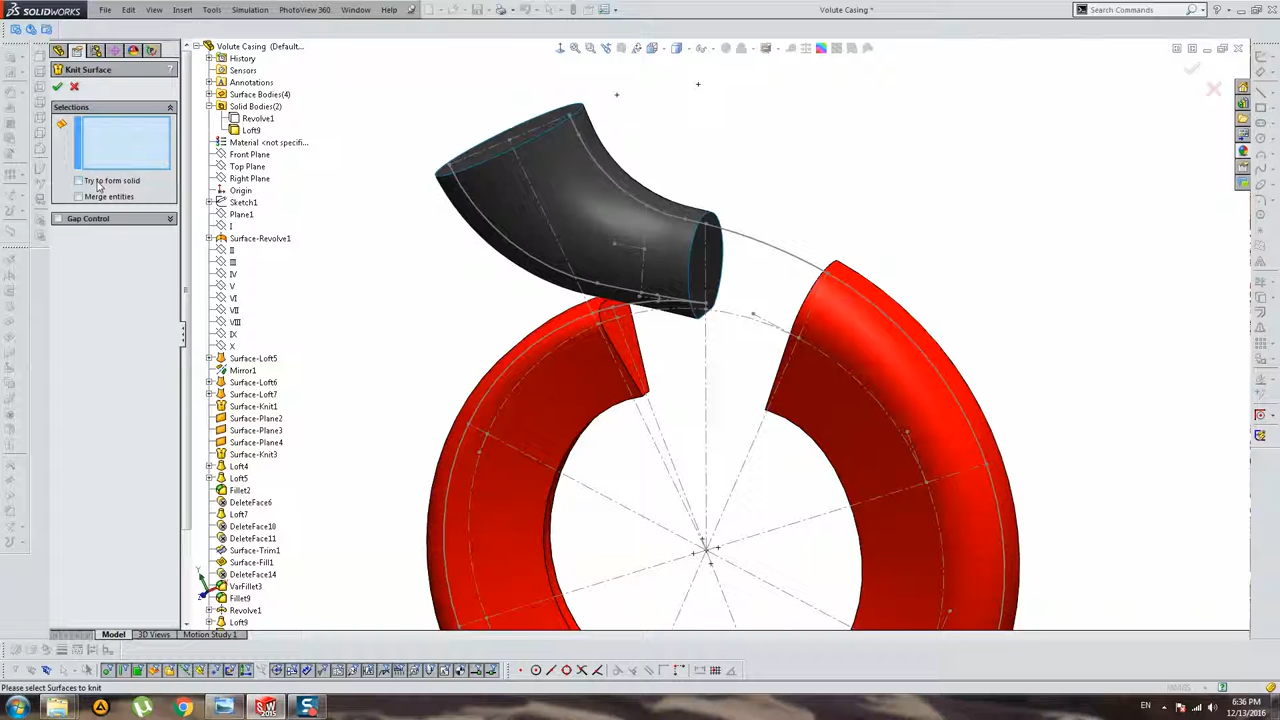 SOLIDWORKS
File Edit View Insert Tools Simulation PhotoView 360 Window Help
Volute Casing *
Search Commands
Knit Surface
?
Selections
Try to form solid
Merge entities
Gap Control
Volute Casing (Default...
History
Sensors
Annotations
Surface Bodies(4)
Solid Bodies(2)
Revolve1
Loft9
Material <not specifi...
Front Plane
Top Plane
Right Plane
Origin
Sketch1
Plane1
I
Surface-Revolve1
II
III
IV
V
VI
VII
VIII
IX
X
Surface-Loft5
Mirror1
Surface-Loft6
Surface-Loft7
Surface-Knit1
Surface-Plane2
Surface-Plane3
Surface-Plane4
Surface-Knit3
Loft4
Loft5
Fillet2
DeleteFace6
Loft7
DeleteFace10
DeleteFace11
Surface-Trim1
Surface-Fill1
DeleteFace14
VarFillet3
Fillet9
Revolve1
Loft9
Y
Z
Model 3D Views Motion Study 1
Please select Surfaces to knit
EN
6:36 PM
12/13/2016